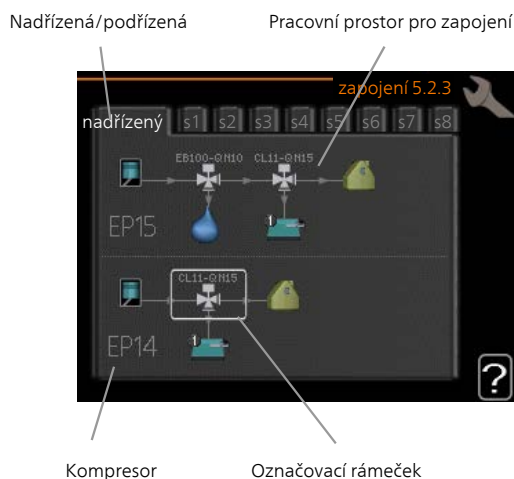 Nadřízená/podřízená Pracovní prostor pro zapojení
zapojení 5.2.3
nadřízený s1 s2 s3 s4 s5 s6 s7 s8
EB100-QN10 CL11-QN15
1
EP15
CL11-QN15
1
EP14
?
Kompresor Označovací rámeček